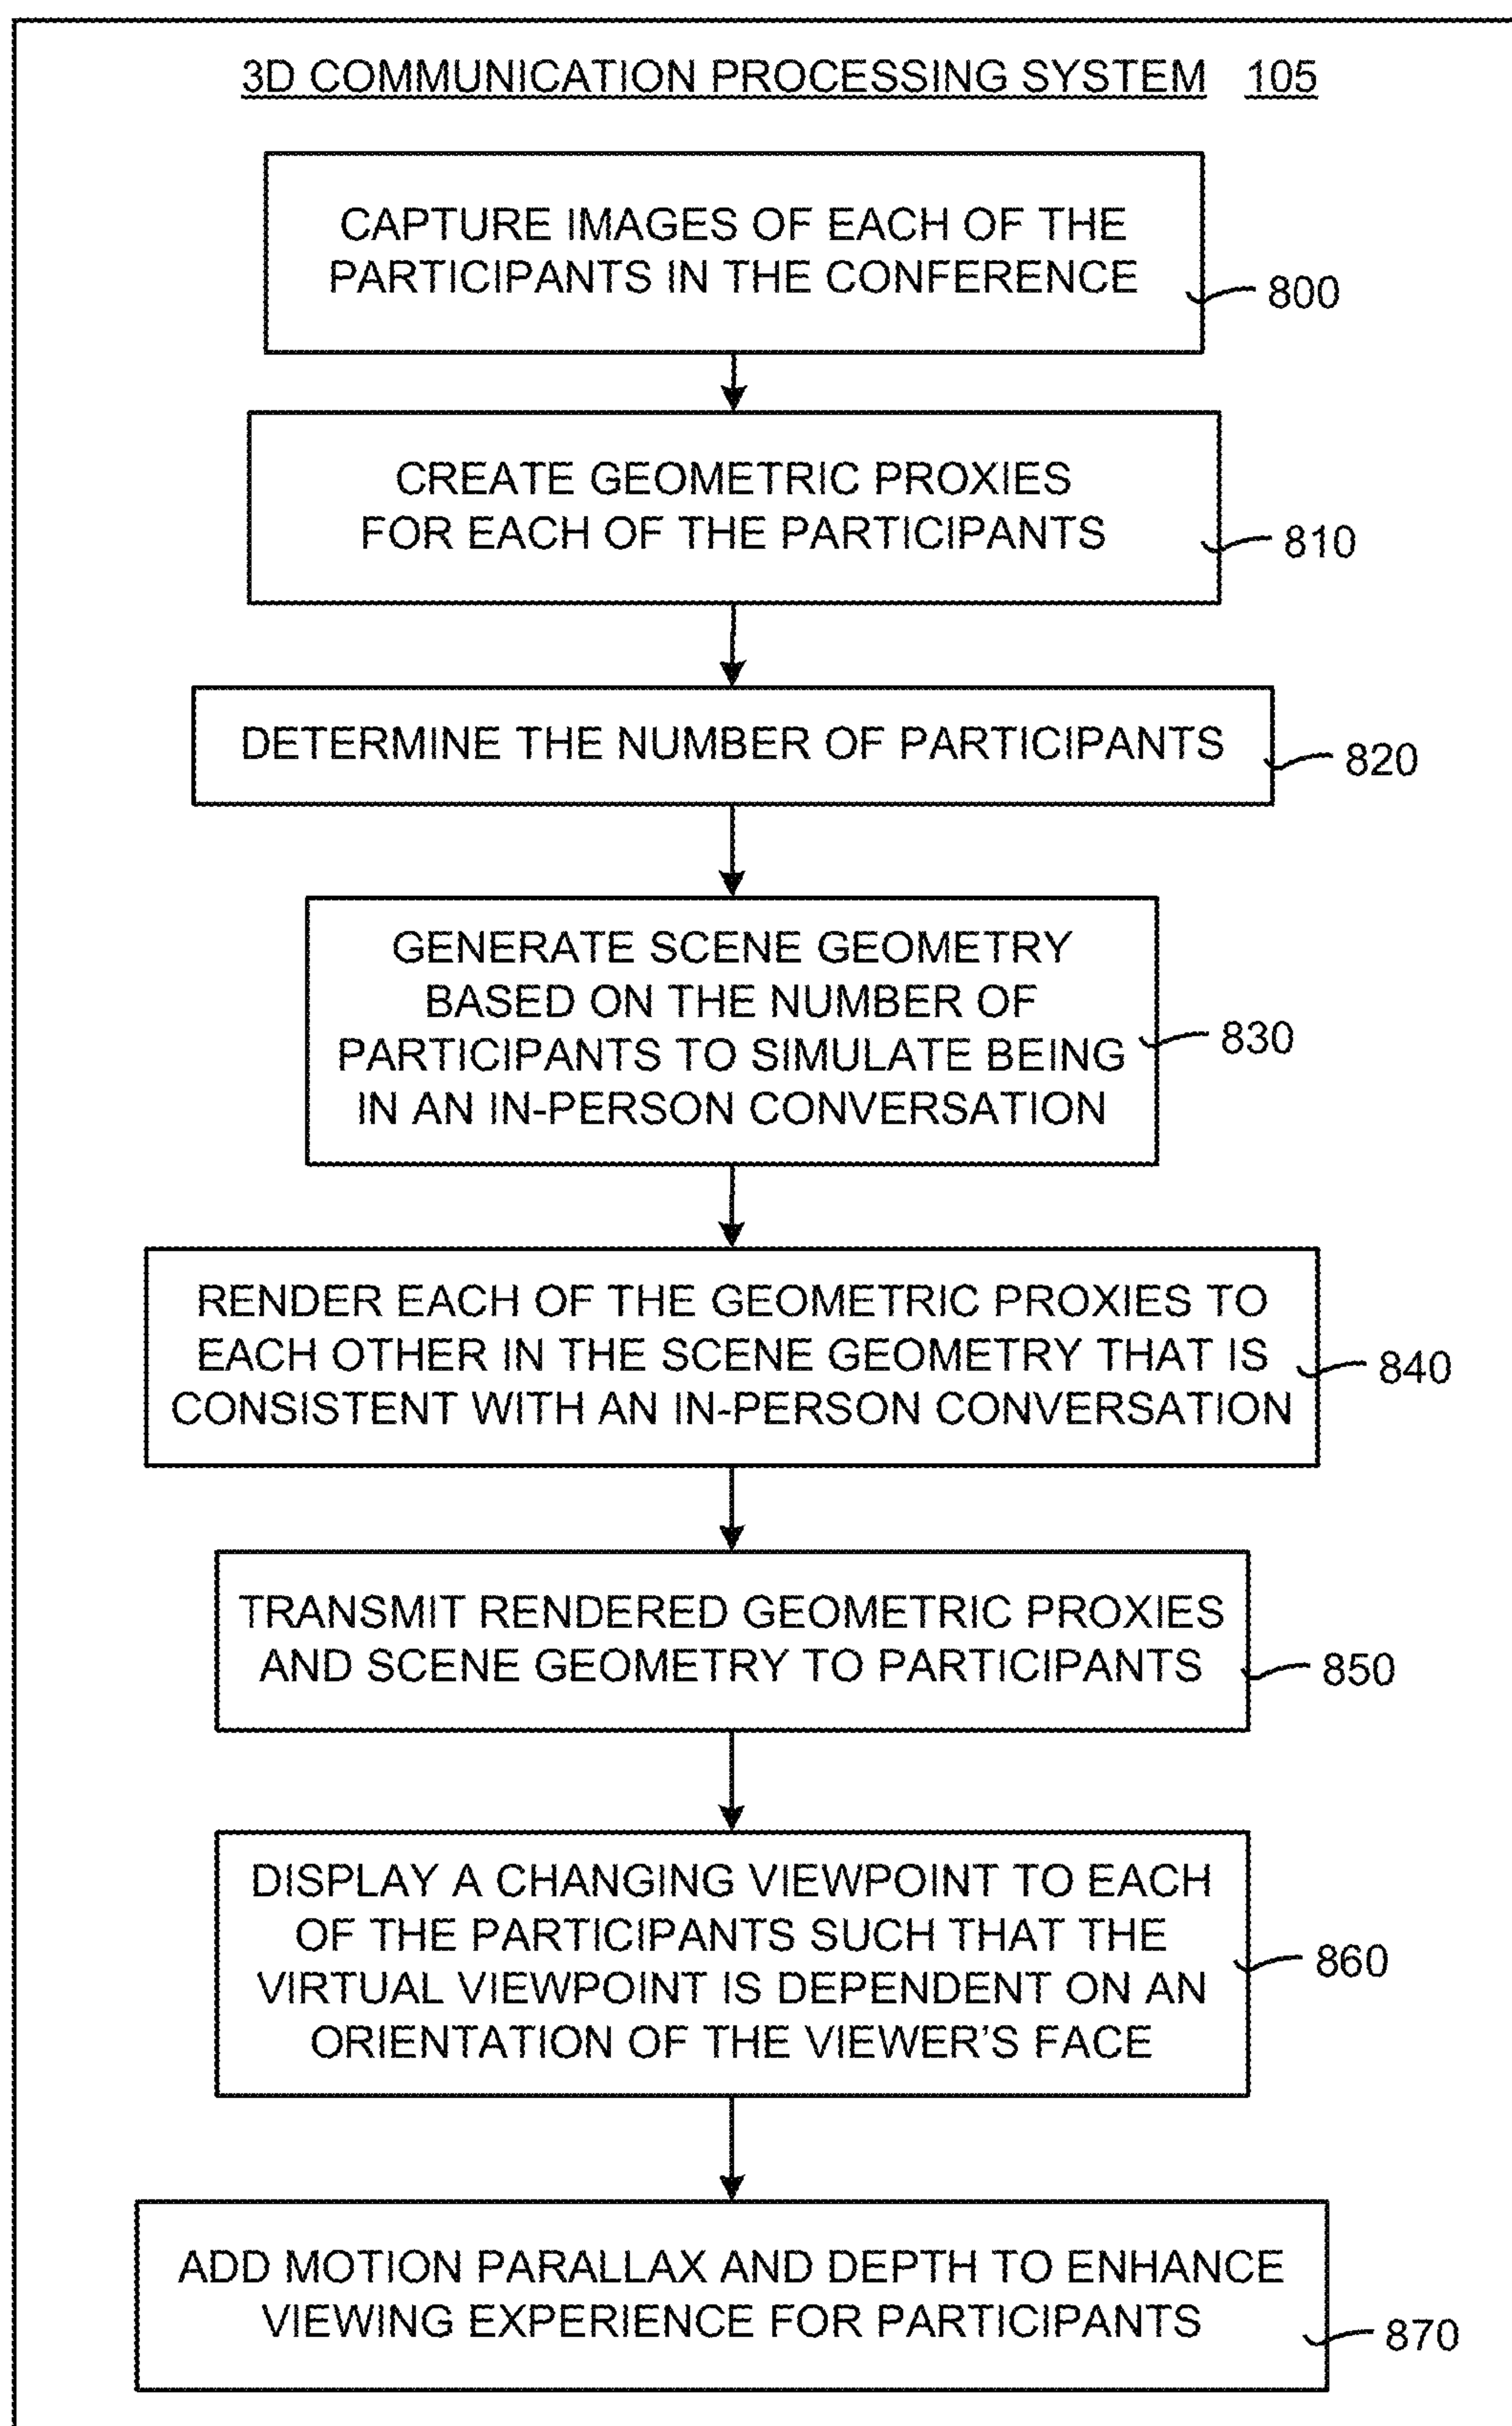 3D COMMUNICATION PROCESSING SYSTEM 105
CAPTURE IMAGES OF EACH OF THE
PARTICIPANTS IN THE CONFERENCE
800
CREATE GEOMETRIC PROXIES
FOR EACH OF THE PARTICIPANTS
810
DETERMINE THE NUMBER OF PARTICIPANTS
820
GENERATE SCENE GEOMETRY
BASED ON THE NUMBER OF
PARTICIPANTS TO SIMULATE BEING
IN AN IN-PERSON CONVERSATION
830
RENDER EACH OF THE GEOMETRIC PROXIES TO
EACH OTHER IN THE SCENE GEOMETRY THAT IS
CONSISTENT WITH AN IN-PERSON CONVERSATION
840
TRANSMIT RENDERED GEOMETRIC PROXIES
AND SCENE GEOMETRY TO PARTICIPANTS
850
DISPLAY A CHANGING VIEWPOINT TO EACH
OF THE PARTICIPANTS SUCH THAT THE
VIRTUAL VIEWPOINT IS DEPENDENT ON AN
ORIENTATION OF THE VIEWER'S FACE
860
ADD MOTION PARALLAX AND DEPTH TO ENHANCE
VIEWING EXPERIENCE FOR PARTICIPANTS
870